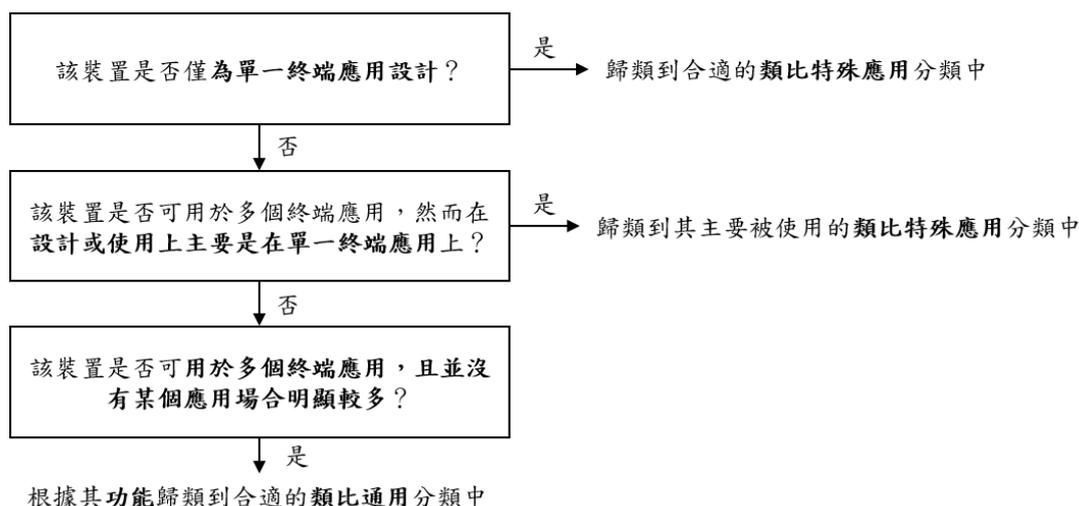 該裝置是否僅為單一終端應用設計？
是
歸類到合適的類比特殊應用分類中
否
該裝置是否可用於多個終端應用，然而在
設計或使用上主要是在單一終端應用上？
是
歸類到其主要被使用的類比特殊應用分類中
否
該裝置是否可用於多個終端應用，且並沒
有某個應用場合明顯較多？
是
根據其功能歸類到合適的類比通用分類中